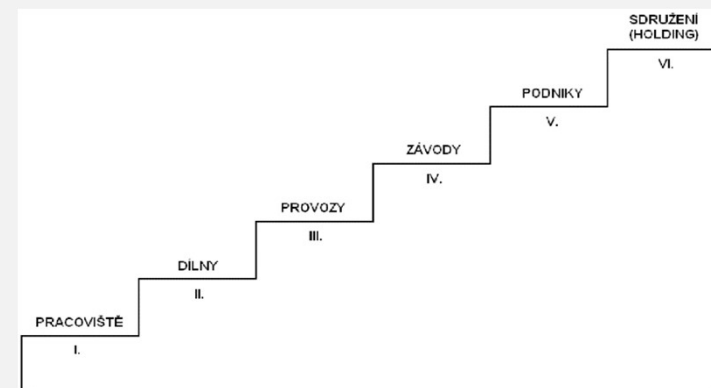 SDRUŽENÍ
(HOLDING)
VI.
PODNIKY
V.
ZÁVODY
IV.
PROVOZY
III.
DÍLNY
II.
PRACOVIŠTĚ
I.